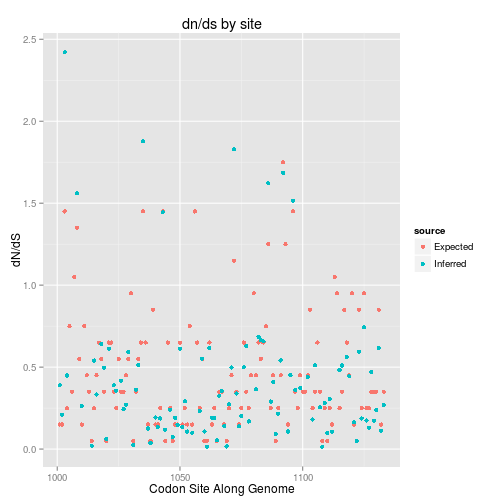 dn/ds by site
2.5
2.0
1.5
1.0
0.5
0.0
dN/dS
1000
1050
1100
Codon Site Along Genome
source
Expected
Inferred